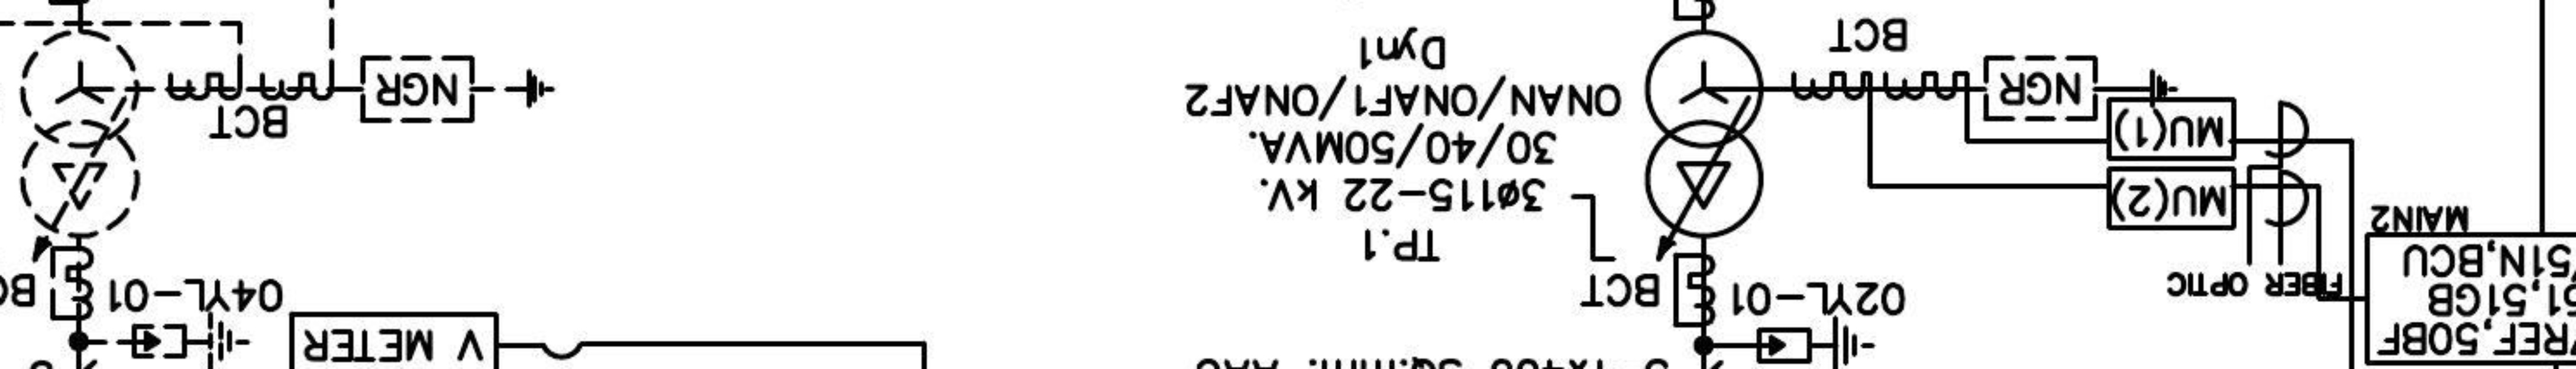 REF,50BF
51,51GB
51N,BCU
MAIN2
FIBER OPTIC
MU(2)
MU(1)
02YL-01
BCT
NGR
BCT
TP.1
3ø115-22 kV.
30/40/50MVA.
ONAN/ONAF1/ONAF2
Dyn1
V METER
04YL-01
BC
NGR
BCT